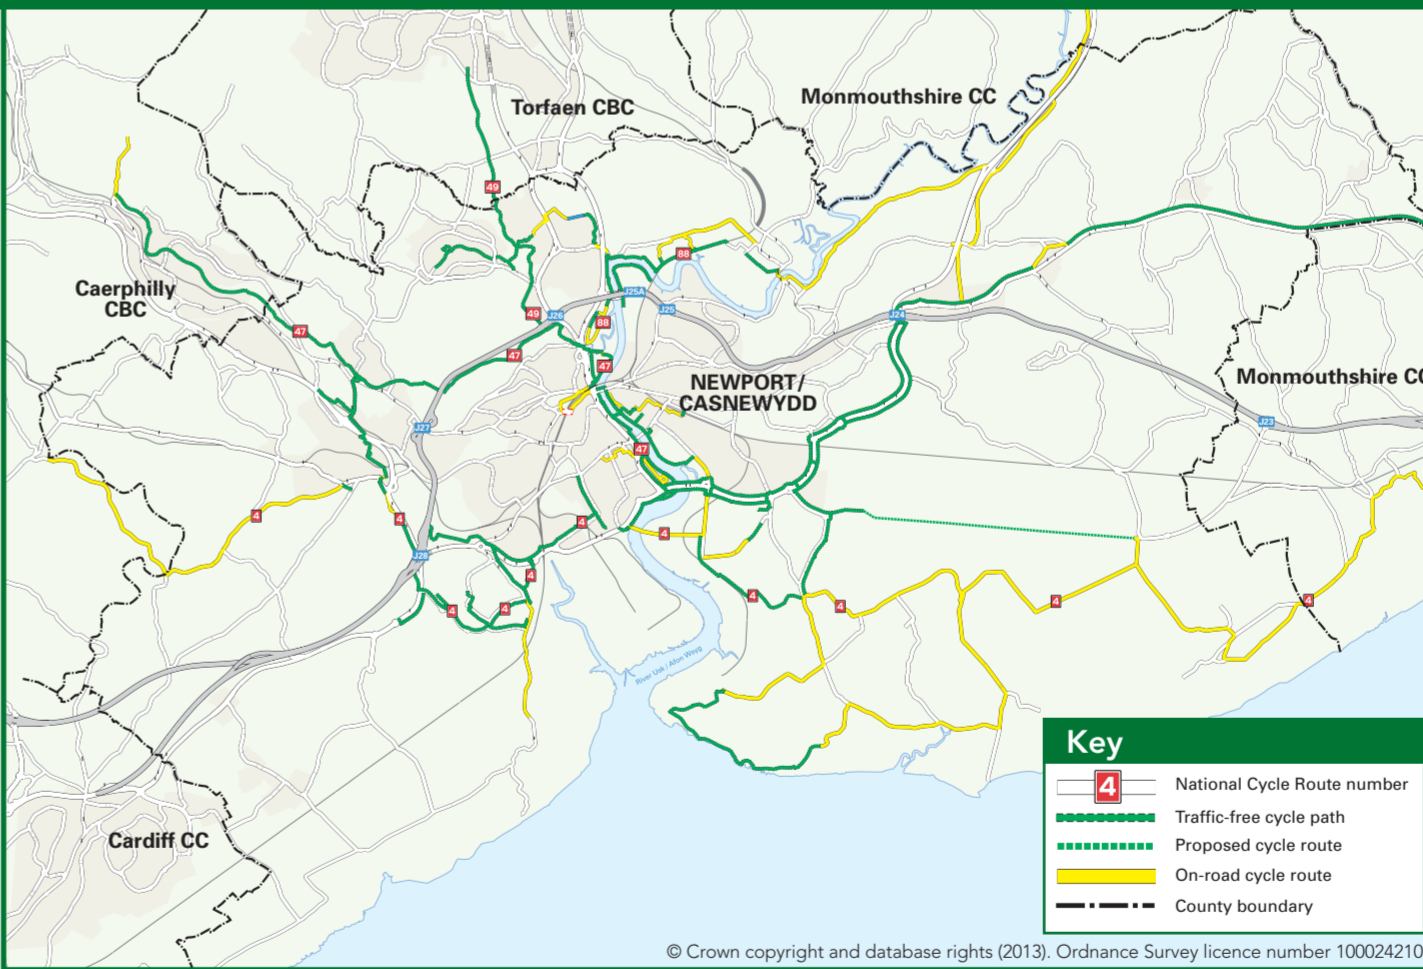 Torfaen CBC
Monmouthshire CC
49
88
Caerphilly
CBC
J25A
J25
49
J26
88
J24
47
47
47
NEWPORT/
CASNEWYDD
Monmouthshire CC
J27
J23
47
4
4
4
4
J28
4
4
4
4
4
4
4
River Usk / Afon Wysg
Key
4 National Cycle Route number
Traffic-free cycle path
Proposed cycle route
On-road cycle route
County boundary
Cardiff CC
© Crown copyright and database rights (2013). Ordnance Survey licence number 100024210